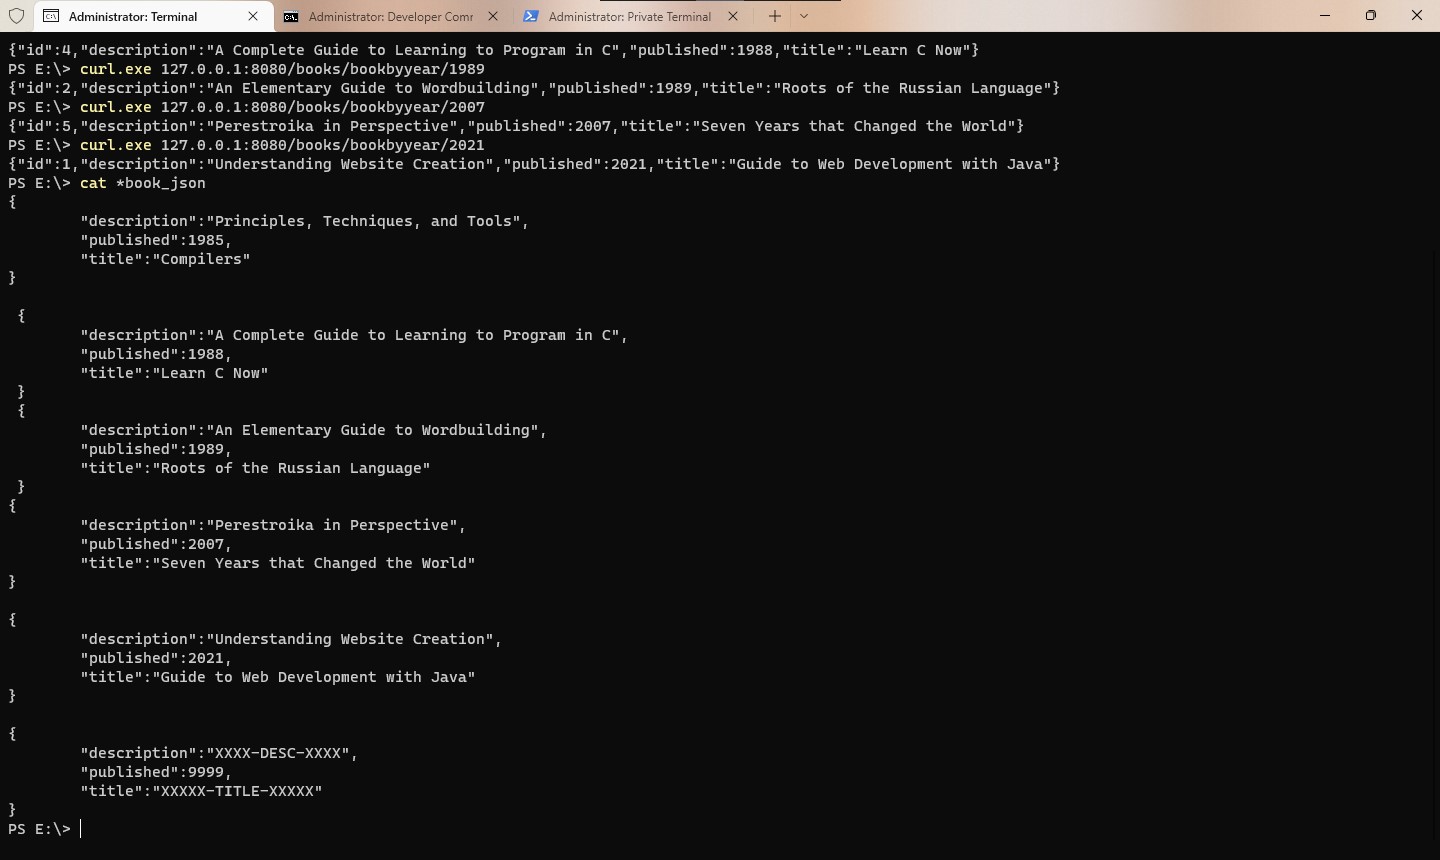 Administrator: Terminal
Administrator: Developer Comm
Administrator: Private Terminal
{"id":4,"description":"A Complete Guide to Learning to Program in C","published":1988,"title":"Learn C Now"}
PS E:\> curl.exe 127.0.0.1:8080/books/bookbyyear/1989
{"id":2,"description":"An Elementary Guide to Wordbuilding","published":1989,"title":"Roots of the Russian Language"}
PS E:\> curl.exe 127.0.0.1:8080/books/bookbyyear/2007
{"id":5,"description":"Perestroika in Perspective","published":2007,"title":"Seven Years that Changed the World"}
PS E:\> curl.exe 127.0.0.1:8080/books/bookbyyear/2021
{"id":1,"description":"Understanding Website Creation","published":2021,"title":"Guide to Web Development with Java"}
PS E:\> cat *book_json
{
        "description":"Principles, Techniques, and Tools",
        "published":1985,
        "title":"Compilers"
}

 {
        "description":"A Complete Guide to Learning to Program in C",
        "published":1988,
        "title":"Learn C Now"
 }
 {
        "description":"An Elementary Guide to Wordbuilding",
        "published":1989,
        "title":"Roots of the Russian Language"
 }
{
        "description":"Perestroika in Perspective",
        "published":2007,
        "title":"Seven Years that Changed the World"
}

{
        "description":"Understanding Website Creation",
        "published":2021,
        "title":"Guide to Web Development with Java"
}

{
        "description":"XXXX-DESC-XXXX",
        "published":9999,
        "title":"XXXXX-TITLE-XXXXX"
}
PS E:\>